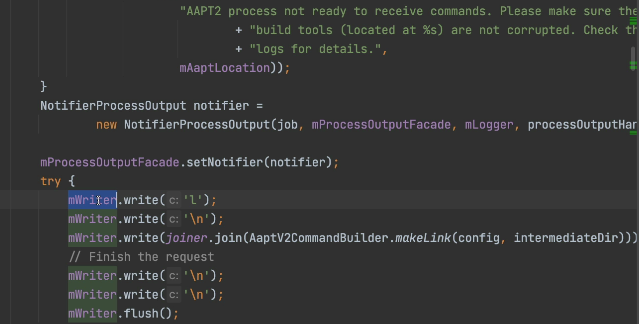 "AAPT2 process not ready to receive commands. Please make sure the
+ "build tools (located at %s) are not corrupted. Check th
+ "logs for details.",
mAaptLocation));
}
NotifierProcessOutput notifier =
new NotifierProcessOutput(job, mProcessOutputFacade, mLogger, processOutputHan
mProcessOutputFacade.setNotifier(notifier);
try {
mWriter.write( c: 'l');
mWriter.write( c: '\n');
mWriter.write(joiner.join(AaptV2CommandBuilder.makeLink(config, intermediateDir)))
// Finish the request
mWriter.write( c: '\n');
mWriter.write( c: '\n');
mWriter.flush();